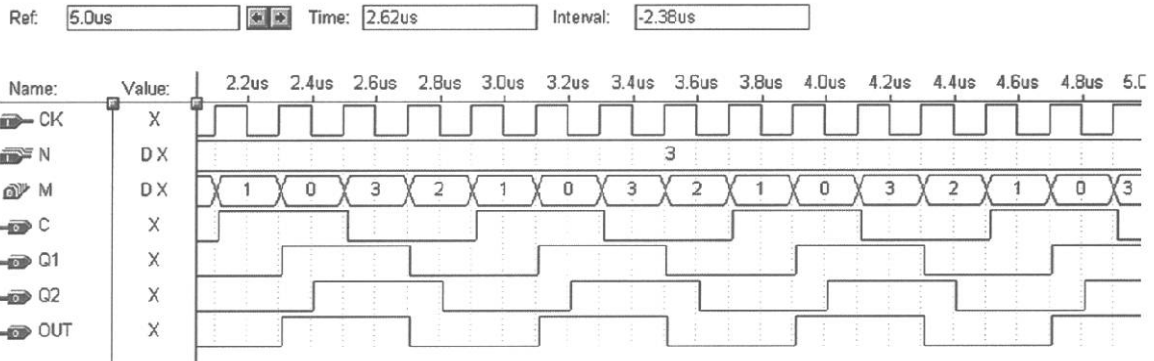 Ref: 5.0us Time: 2.62us Interval: -2.38us
Name: Value: 2.2us 2.4us 2.6us 2.8us 3.0us 3.2us 3.4us 3.6us 3.8us 4.0us 4.2us 4.4us 4.6us 4.8us 5.0
CK X
N D X 3
M D X 1 0 3 2 1 0 3 2 1 0 3 2 1 0 3
C X
Q1 X
Q2 X
OUT X